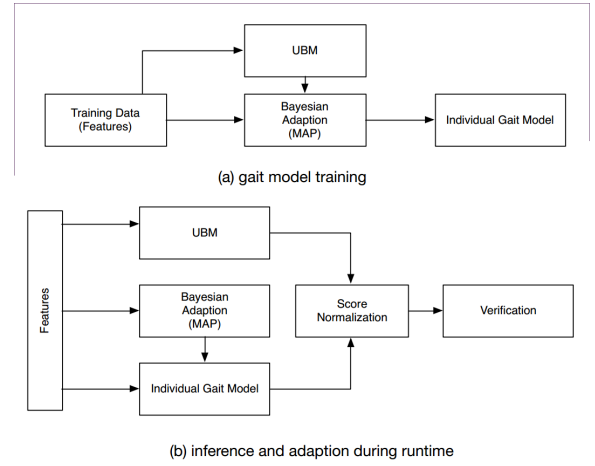 UBM
Training Data
(Features)
Bayesian
Adaption
(MAP)
Individual Gait Model
(a) gait model training
Features
UBM
Bayesian
Adaption
(MAP)
Score
Normalization
Verification
Individual Gait Model
(b) inference and adaption during runtime